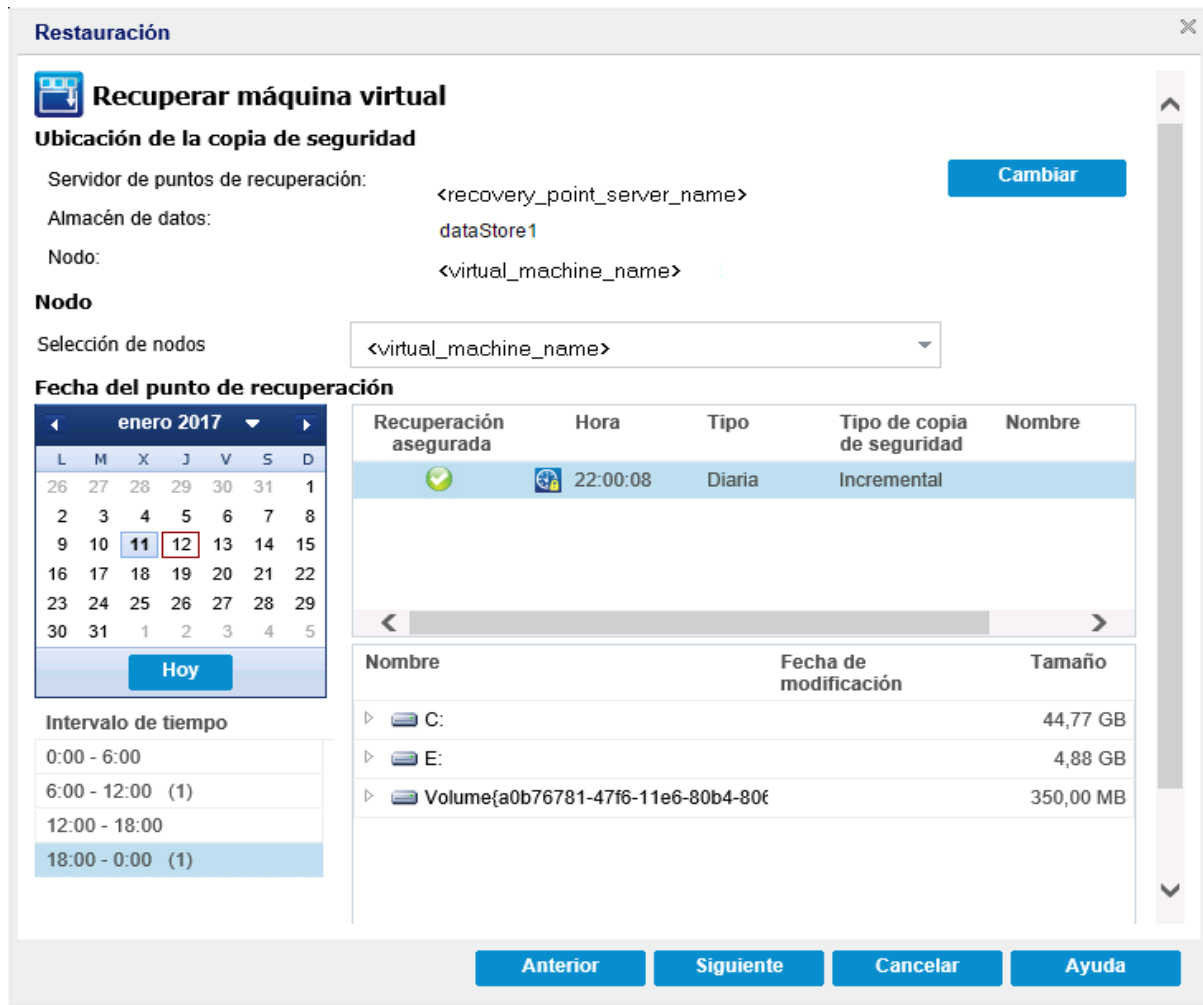 Restauración
Recuperar máquina virtual
Ubicación de la copia de seguridad
Servidor de puntos de recuperación: <recovery_point_server_name> Cambiar
Almacén de datos: dataStore1
Nodo: <virtual_machine_name>
Nodo
Selección de nodos <virtual_machine_name>
Fecha del punto de recuperación
enero 2017
L M X J V S D
26 27 28 29 30 31 1
2 3 4 5 6 7 8
9 10 11 12 13 14 15
16 17 18 19 20 21 22
23 24 25 26 27 28 29
30 31 1 2 3 4 5
Hoy
Intervalo de tiempo
0:00 - 6:00
6:00 - 12:00 (1)
12:00 - 18:00
18:00 - 0:00 (1)
Recuperación asegurada Hora Tipo Tipo de copia de seguridad Nombre
22:00:08 Diaria Incremental
Nombre Fecha de modificación Tamaño
C: 44,77 GB
E: 4,88 GB
Volume{a0b76781-47f6-11e6-80b4-806 350,00 MB
Anterior Siguiente Cancelar Ayuda